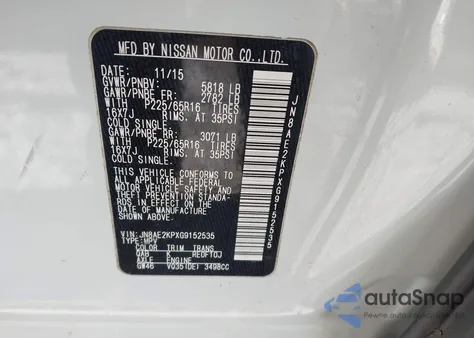 MFD BY NISSAN MOTOR CO.,LTD.
DATE: 11/15
GVWR/PNBV: 5818 LB
GAWR/PNBE FR: 2782 LB
WITH P225/65R16 TIRES
16X7J RIMS. AT 35PSI
COLD SINGLE.
GAWR/PNBE RR: 3071 LB
WITH P225/65R16 TIRES
16X7J RIMS. AT 35PSI
COLD SINGLE.
THIS VEHICLE CONFORMS
TO ALL APPLICABLE FEDERAL
MOTOR VEHICLE SAFETY AND
THEFT PREVENTION STANDA-
RDS IN EFFECT ON THE
DATE OF MANUFACTURE
SHOWN ABOVE.
VIN: JN8AE2KPXG9152535
TYPE:MPV
COLOR TRIM TRANS
QAB K RE0F10J
AXLE ENGINE
GW46 VQ35(DE) 3498CC
JN8AE2KPXG9152535
autoSnap